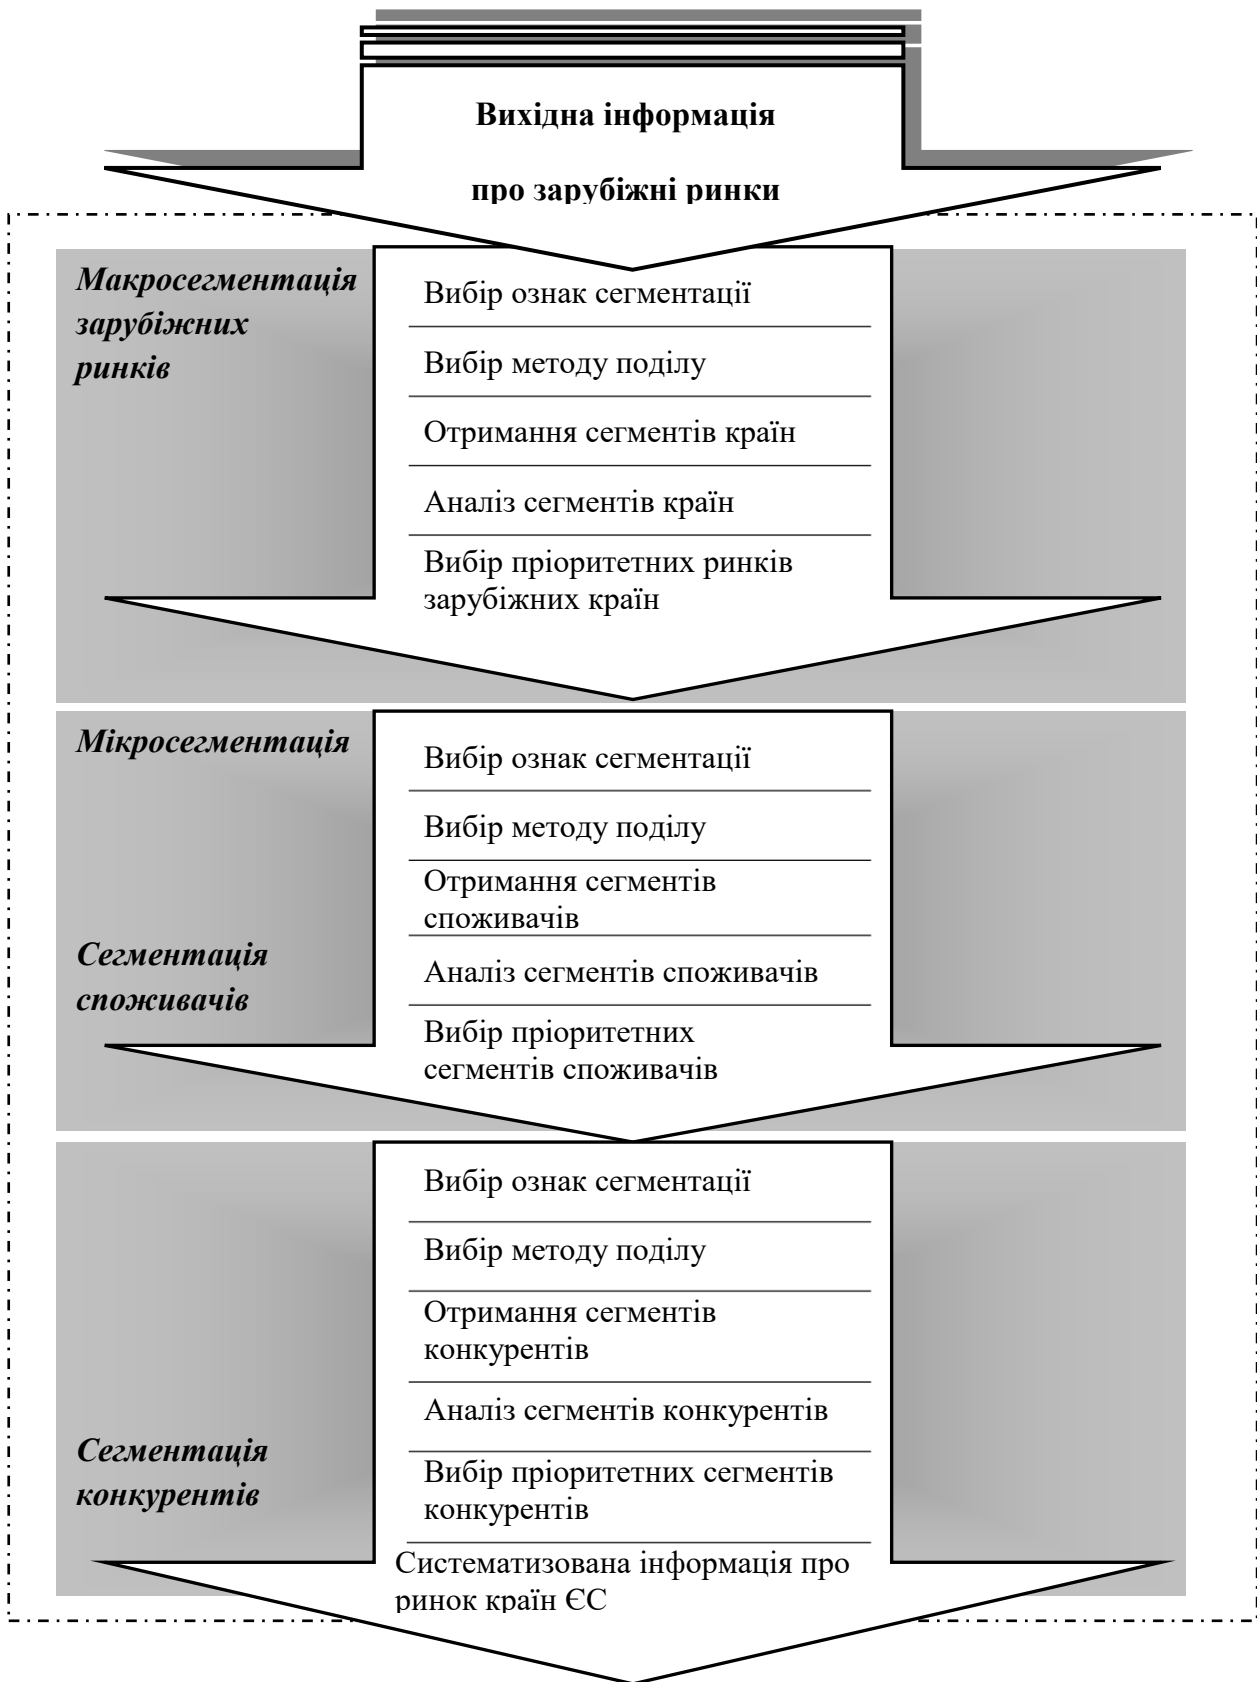 Вихідна інформація
про зарубіжні ринки
Макросегментація
зарубіжних
ринків
Вибір ознак сегментації
Вибір методу поділу
Отримання сегментів країн
Аналіз сегментів країн
Вибір пріоритетних ринків
зарубіжних країн
Мікросегментація
Вибір ознак сегментації
Вибір методу поділу
Отримання сегментів
споживачів
Сегментація
споживачів
Аналіз сегментів споживачів
Вибір пріоритетних
сегментів споживачів
Вибір ознак сегментації
Вибір методу поділу
Отримання сегментів
конкурентів
Аналіз сегментів конкурентів
Сегментація
конкурентів
Вибір пріоритетних сегментів
конкурентів
Систематизована інформація про
ринок країн ЄС